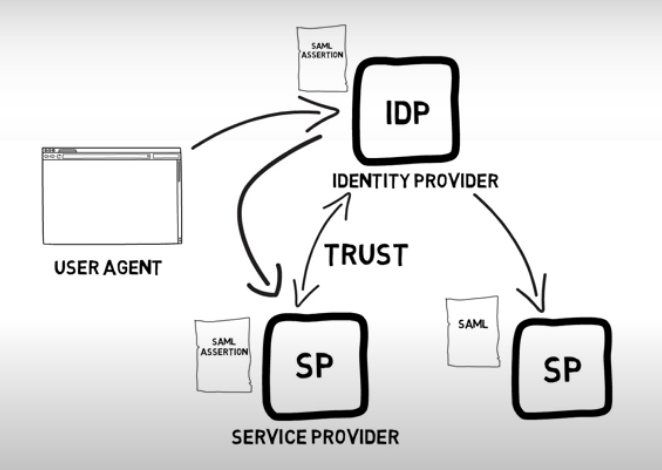 SAML
ASSERTION
IDP
IDENTITY PROVIDER
USER AGENT
TRUST
SAML
ASSERTION
SP
SERVICE PROVIDER
SAML
SP